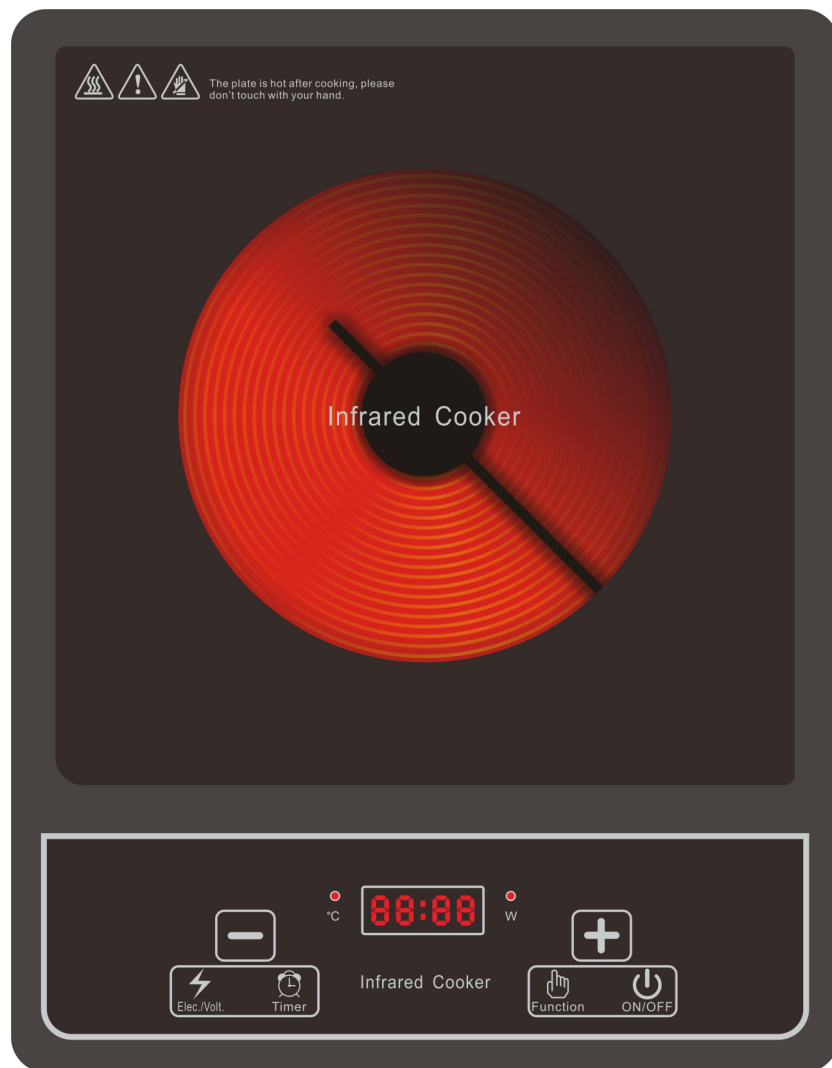 The plate is hot after cooking, please
don't touch with your hand.
Infrared Cooker
88:88
°C
W
Elec./Volt.
Timer
Infrared Cooker
Function
ON/OFF